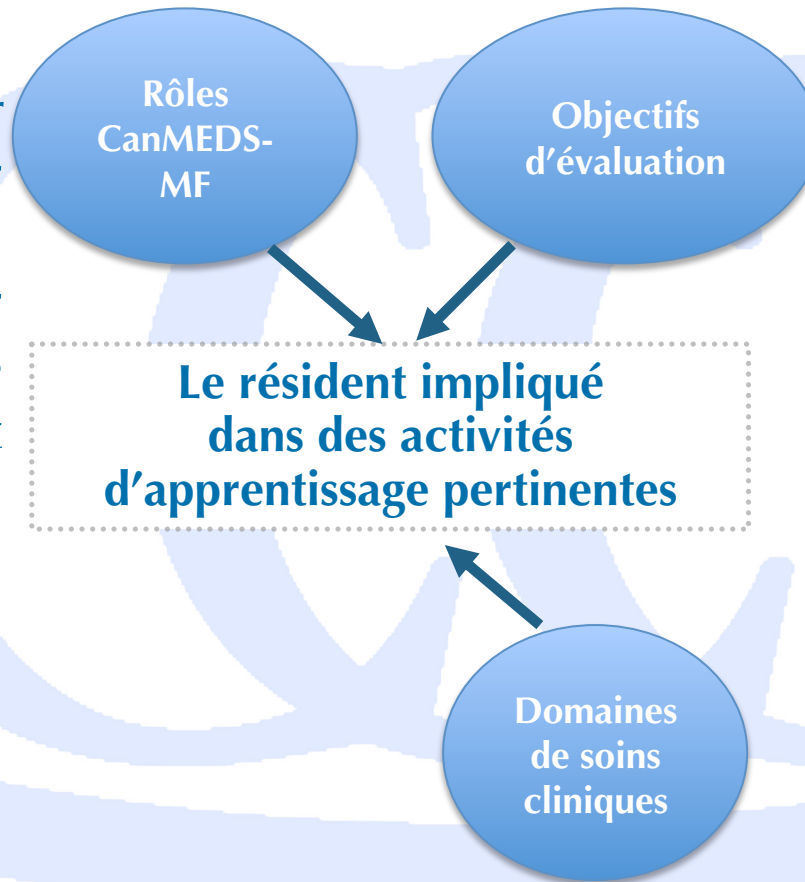 Rôles
CanMEDS-
MF
Objectifs
d'évaluation
Le résident impliqué
dans des activités
d'apprentissage pertinentes
Domaines
de soins
cliniques